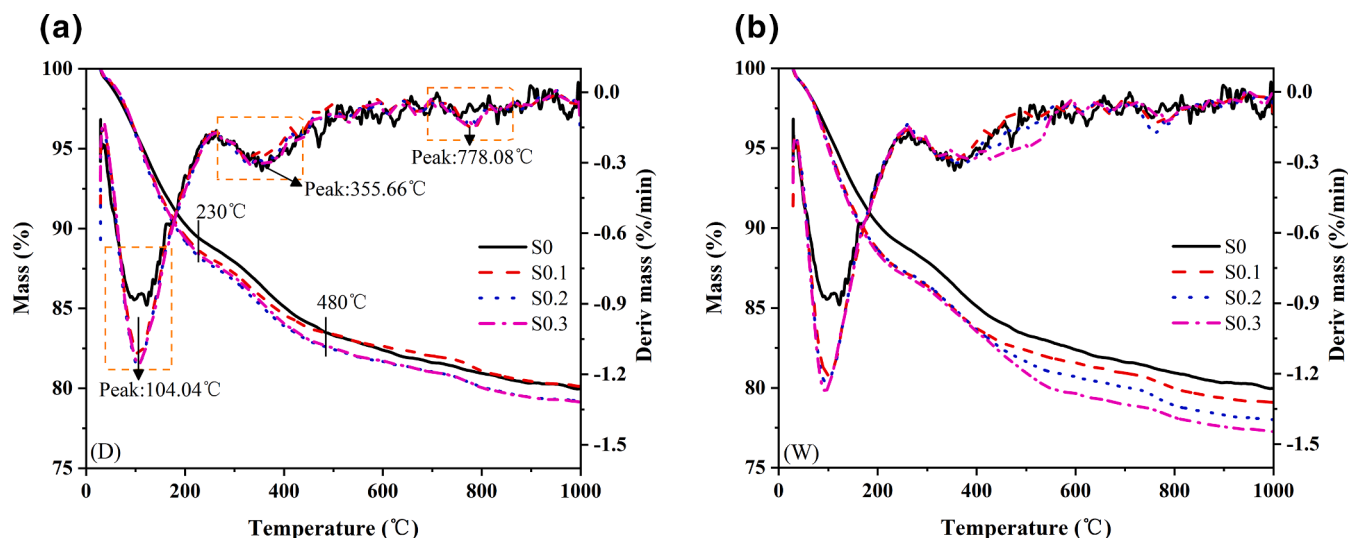 (a)
100
95
90
85
80
75
Mass (%)
0.0
-0.3
-0.6
-0.9
-1.2
-1.5
Deriv mass (%/min)
Peak:778.08℃
Peak:355.66℃
230℃
S0
S0.1
S0.2
S0.3
480℃
Peak:104.04℃
(D)
0 200 400 600 800 1000
Temperature (℃)
(b)
100
95
90
85
80
75
Mass (%)
0.0
-0.3
-0.6
-0.9
-1.2
-1.5
Deriv mass (%/min)
S0
S0.1
S0.2
S0.3
(W)
0 200 400 600 800 1000
Temperature (℃)